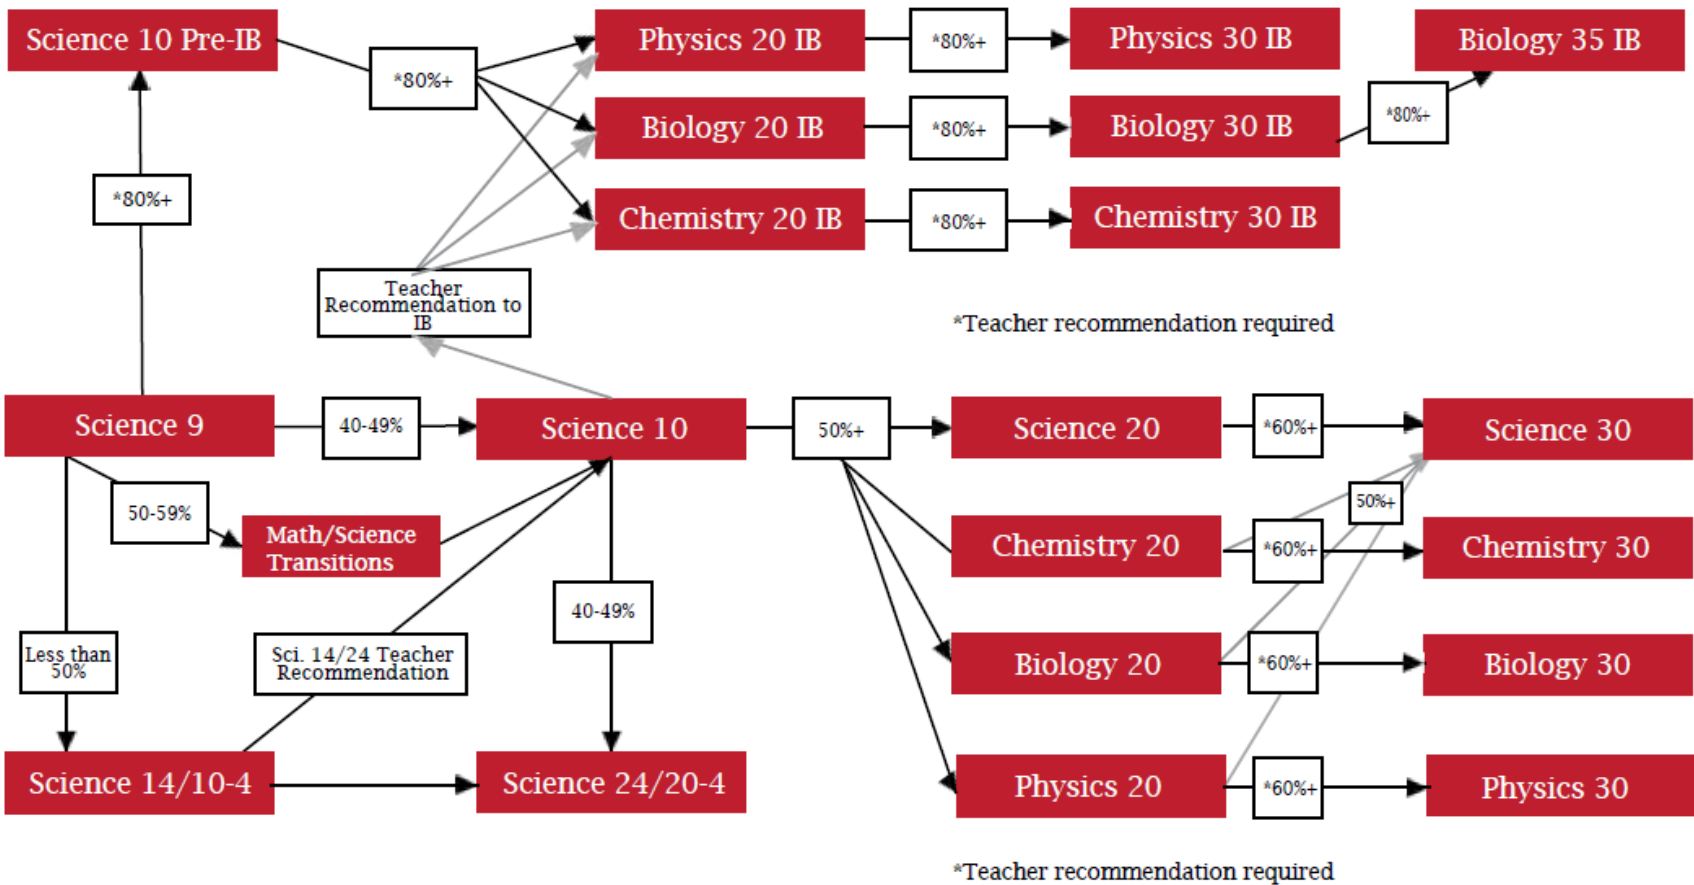 Science 10 Pre-IB
*80%+
Physics 20 IB
*80%+
Physics 30 IB
Biology 35 IB
*80%+
Biology 20 IB
*80%+
Biology 30 IB
*80%+
Chemistry 20 IB
*80%+
Chemistry 30 IB
Teacher
Recommendation to
IB
*Teacher recommendation required
Science 9
40-49%
Science 10
50%+
Science 20
*60%+
Science 30
50-59%
Math/Science
Transitions
50%+
Chemistry 20
*60%+
Chemistry 30
40-49%
Less than
50%
Sci. 14/24 Teacher
Recommendation
Biology 20
*60%+
Biology 30
Science 14/10-4
Science 24/20-4
Physics 20
*60%+
Physics 30
*Teacher recommendation required